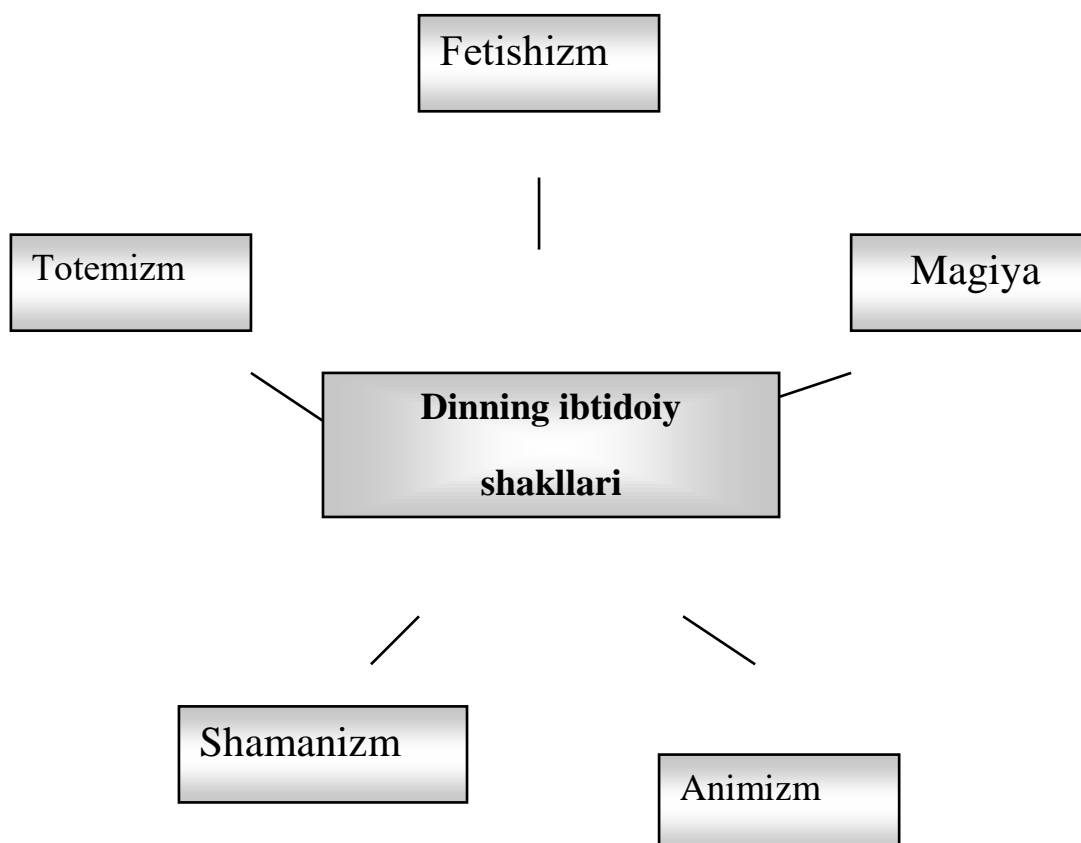 Fetishizm
Totemizm
Magiya
Dinning ibtidoiy
shakllari
Shamanizm
Animizm